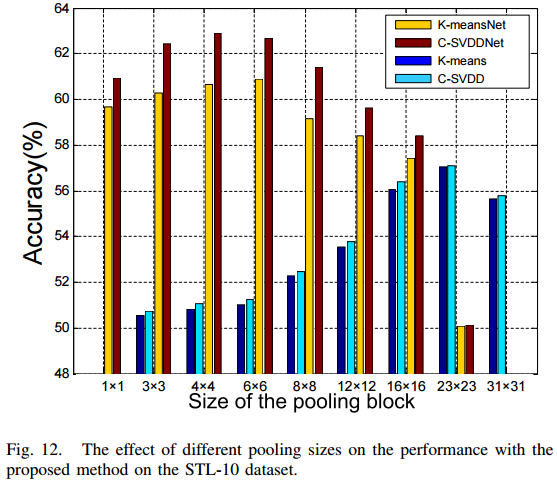 64
62
60
58
56
54
52
50
48
Accuracy(%)
K-meansNet
C-SVDDNet
K-means
C-SVDD
1×1 3×3 4×4 6×6 8×8 12×12 16×16 23×23 31×31
Size of the pooling block
Fig. 12. The effect of different pooling sizes on the performance with the
proposed method on the STL-10 dataset.